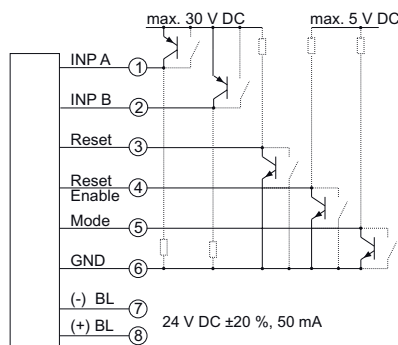 max. 30 V DC
max. 5 V DC
INP A
1
INP B
2
Reset
3
Reset
Enable
4
Mode
5
GND
6
(-) BL
7
24 V DC ±20 %, 50 mA
(+) BL
8